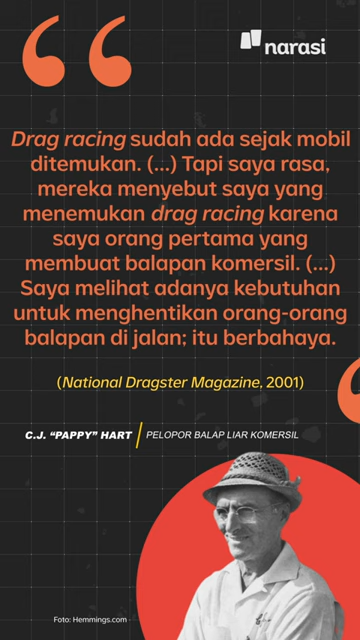 narasi
Drag racing sudah ada sejak mobil
ditemukan. (...) Tapi saya rasa,
mereka menyebut saya yang
menemukan drag racing karena
saya orang pertama yang
membuat balapan komersil. (...)
Saya melihat adanya kebutuhan
untuk menghentikan orang-orang
balapan di jalan; itu berbahaya.
(National Dragster Magazine, 2001)
C.J. “PAPPY” HART / PELOPOR BALAP LIAR KOMERSIL
Foto: Hemmings.com